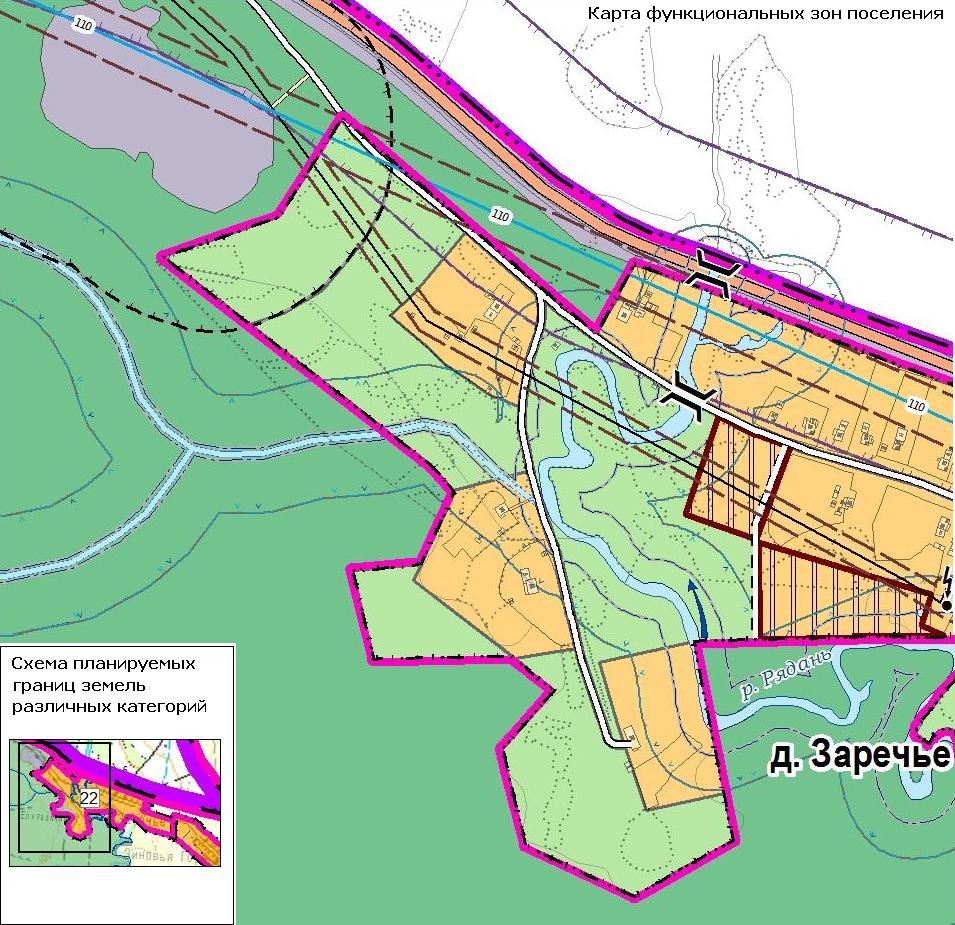 Карта функциональных зон поселения
110
110
110
р. Рядань
д. Заречье
Схема планируемых
границ земель
различных категорий
22